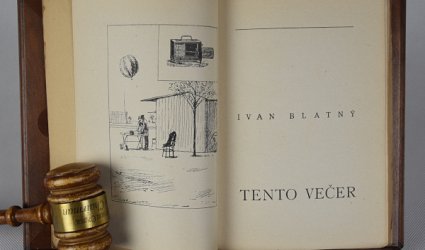 IVAN BLATNÝ
TENTO VEČER